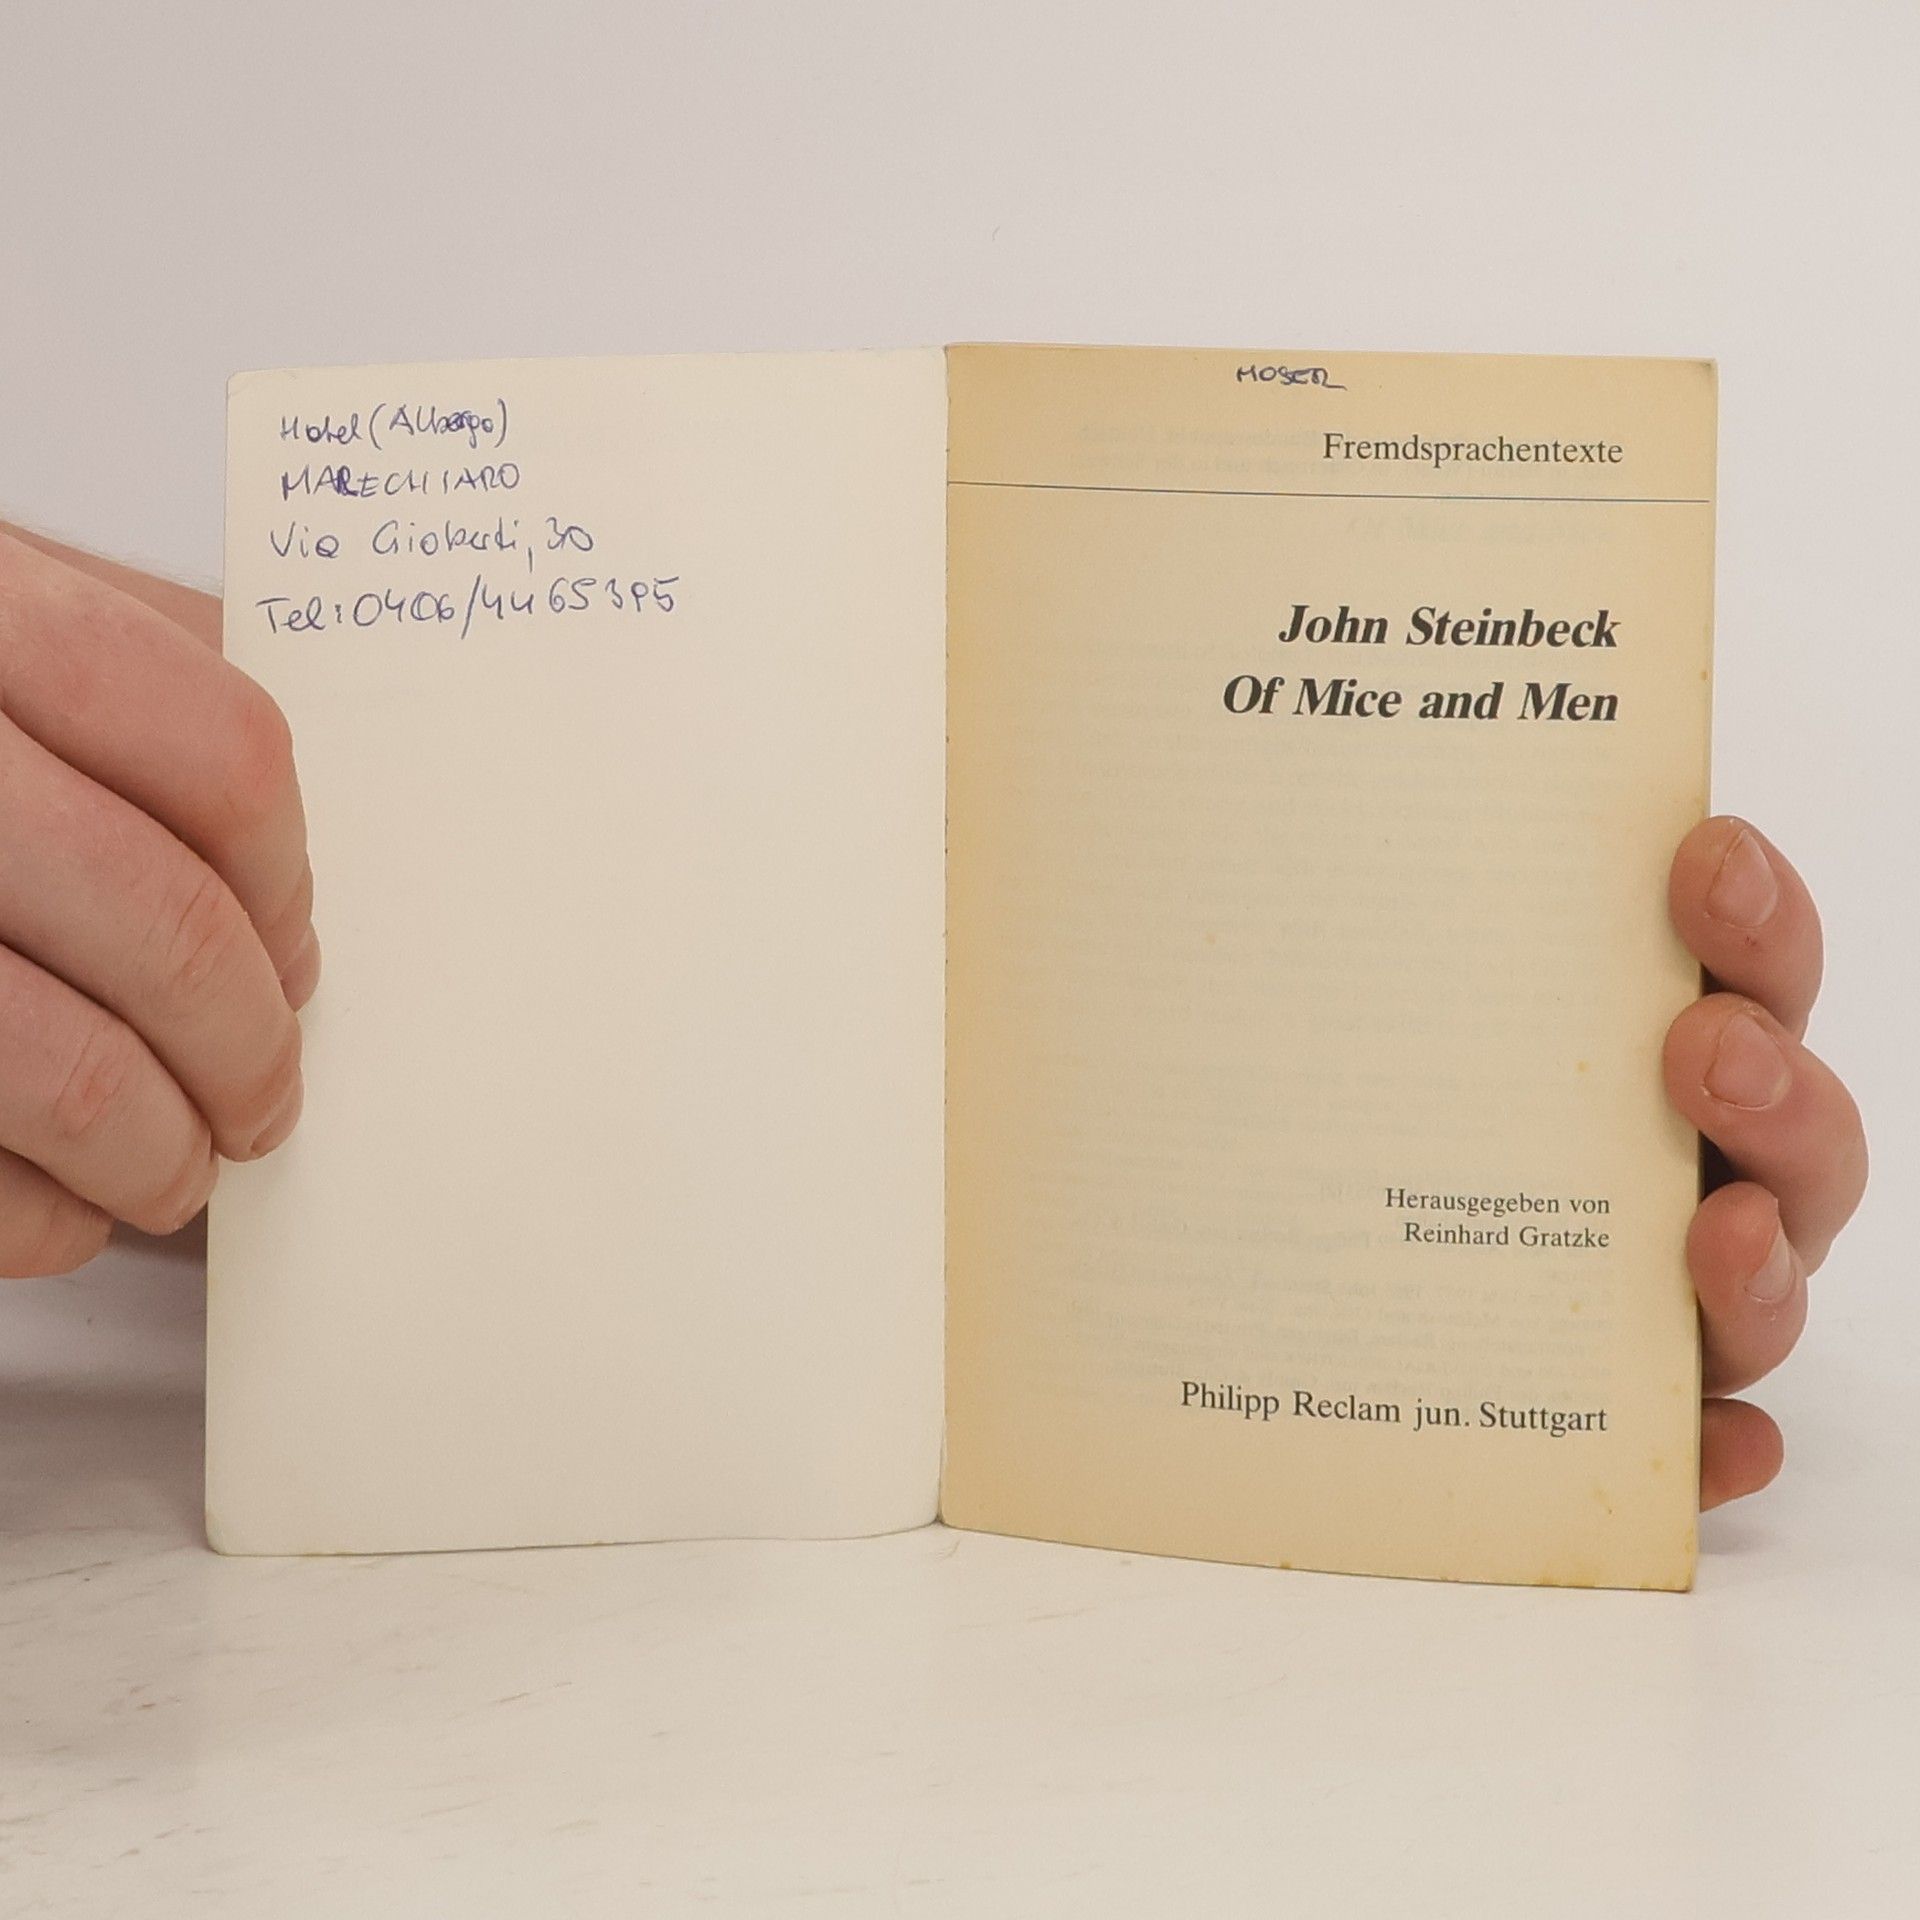 Hotel (Albergo)
MARECHIARO
Via Gioberti, 30
Tel: 0406/4465395
MOSER
Fremdsprachentexte
John Steinbeck
Of Mice and Men
Herausgegeben von
Reinhard Gratzke
Philipp Reclam jun. Stuttgart